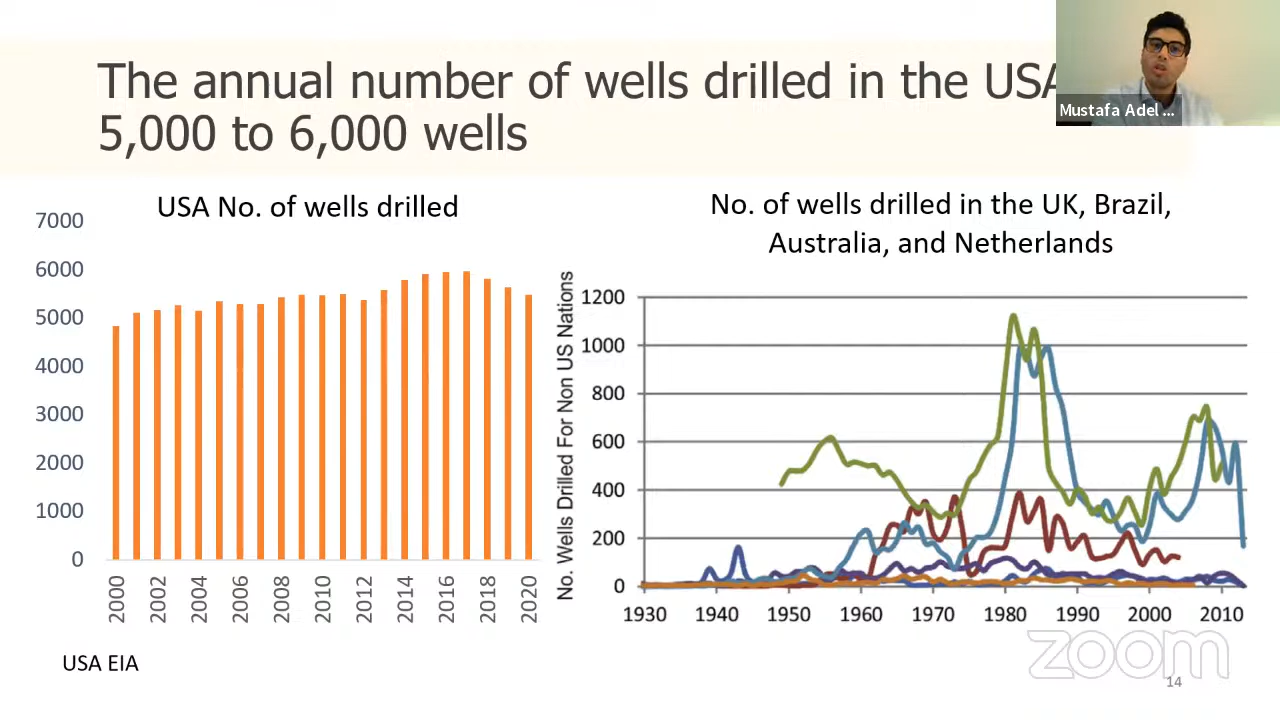 The annual number of wells drilled in the USA
5,000 to 6,000 wells
Mustafa Adel ...
USA No. of wells drilled
7000
6000
5000
4000
3000
2000
1000
0
2000
2002
2004
2006
2008
2010
2012
2014
2016
2018
2020
USA EIA
No. of wells drilled in the UK, Brazil,
Australia, and Netherlands
No. Wells Drilled For Non US Nations
1200
1000
800
600
400
200
0
1930 1940 1950 1960 1970 1980 1990 2000 2010
zoom
14